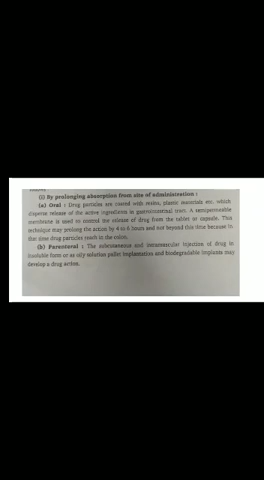 (i) By prolonging absorption from site of administration :
(a) Oral : Drug particles are coated with resins, plastic materials etc. which
disperse release of the active ingredients in gastrointestinal tract. A semipermeable
membrane is used to control the release of drug from the tablet or capsule. This
technique may prolong the action by 4 to 6 hours and not beyond this time because in
that time drug particles reach in the colon.
(b) Parenteral : The subcutaneous and intramuscular injection of drug in
insoluble form or as oily solution pallet implantation and biodegradable implants may
develop a drug action.